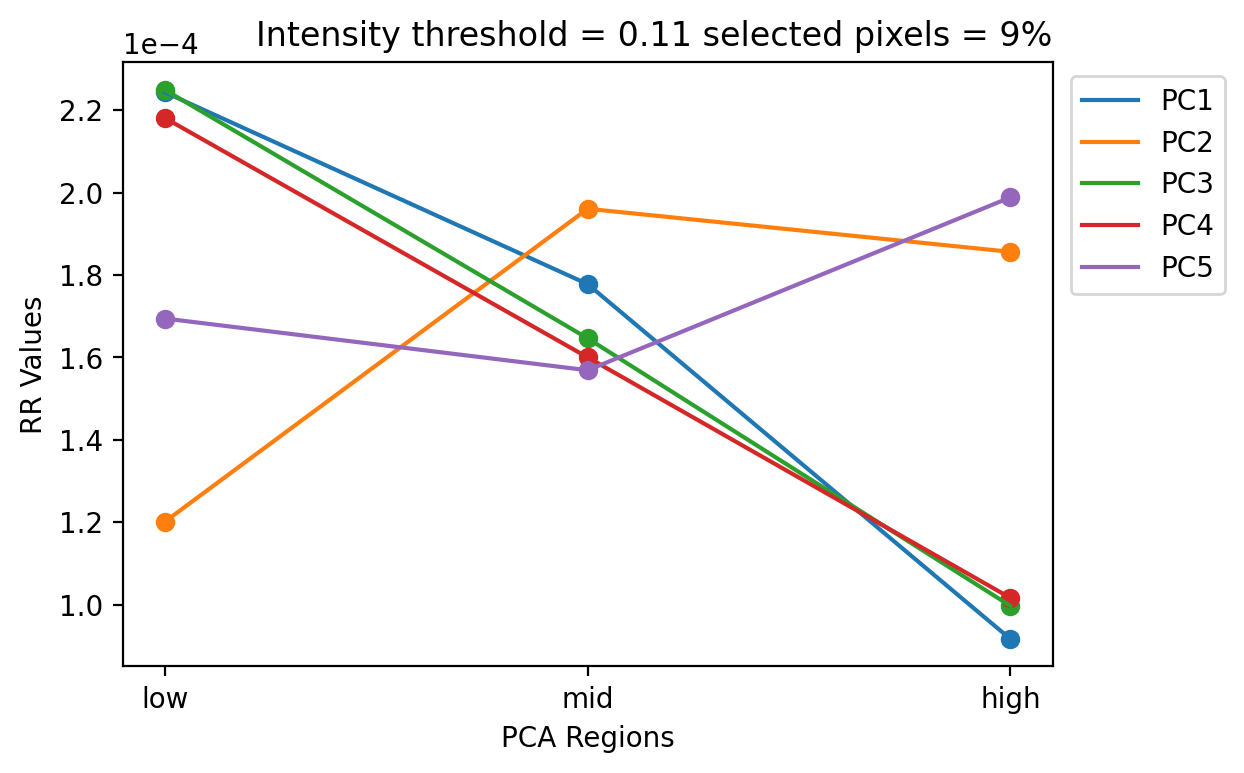 Intensity threshold = 0.11 selected pixels = 9%
1e−4
2.2
2.0
1.8
1.6
1.4
1.2
1.0
RR Values
low
mid
high
PCA Regions
PC1
PC2
PC3
PC4
PC5